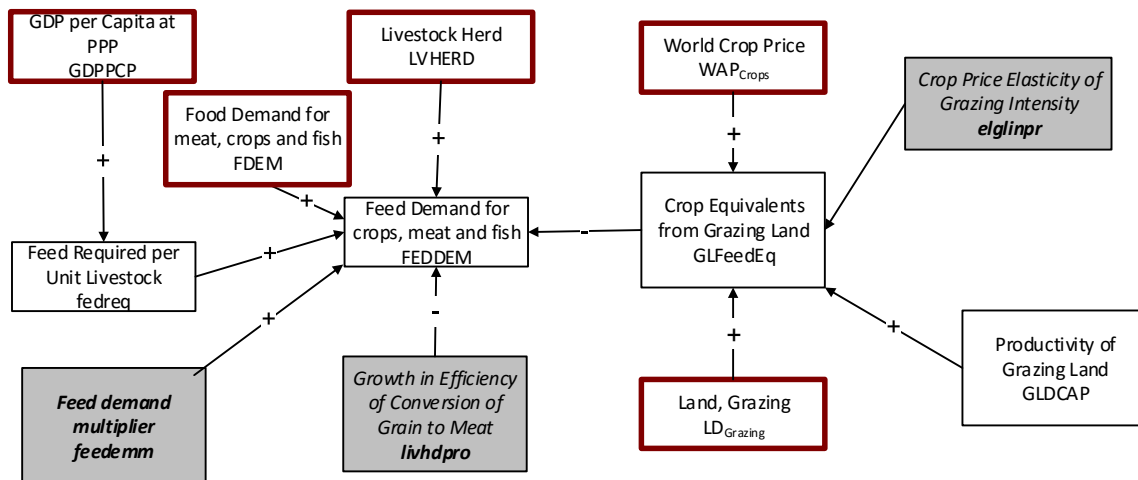 GDP per Capita at
PPP
GDPPCP
Livestock Herd
LVHERD
World Crop Price
WAPCrops
Crop Price Elasticity of
Grazing Intensity
elglinpr
Food Demand for
meat, crops and fish
FDEM
+
+
+
+
Feed Required per
Unit Livestock
fedreq
+
Feed Demand for
crops, meat and fish
FEDDEM
-
Crop Equivalents
from Grazing Land
GLFeedEq
+
-
+
+
Feed demand
multiplier
feedemm
Growth in Efficiency
of Conversion of
Grain to Meat
livhdpro
Land, Grazing
LDGrazing
Productivity of
Grazing Land
GLDCAP